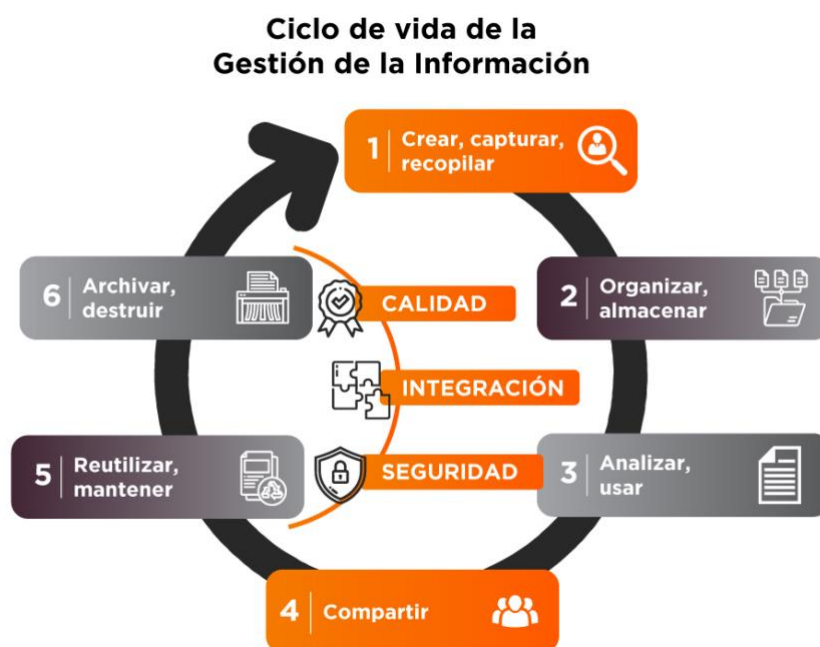 Ciclo de vida de la
Gestión de la Información
1
Crear, capturar,
recopilar
2
Organizar,
almacenar
3
Analizar,
usar
4
Compartir
5
Reutilizar,
mantener
6
Archivar,
destruir
CALIDAD
INTEGRACIÓN
SEGURIDAD